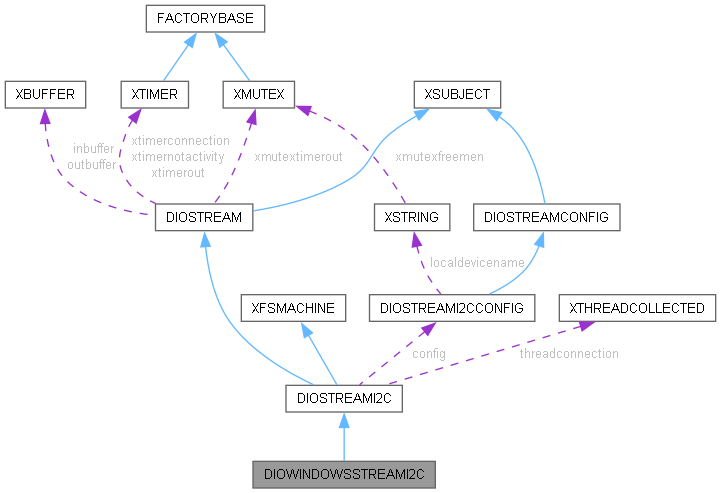 FACTORYBASE
XBUFFER
XTIMER
XMUTEX
XSUBJECT
inbuffer
outbuffer
xtimerconnection
xtimernotactivity
xtimerout
xmutextimerout
xmutexfreemen
DIOSTREAM
XSTRING
DIOSTREAMCONFIG
localdevicename
XFSMACHINE
DIOSTREAMI2CCONFIG
XTHREADCOLLECTED
config
threadconnection
DIOSTREAMI2C
DIOWINDOWSSTREAMI2C